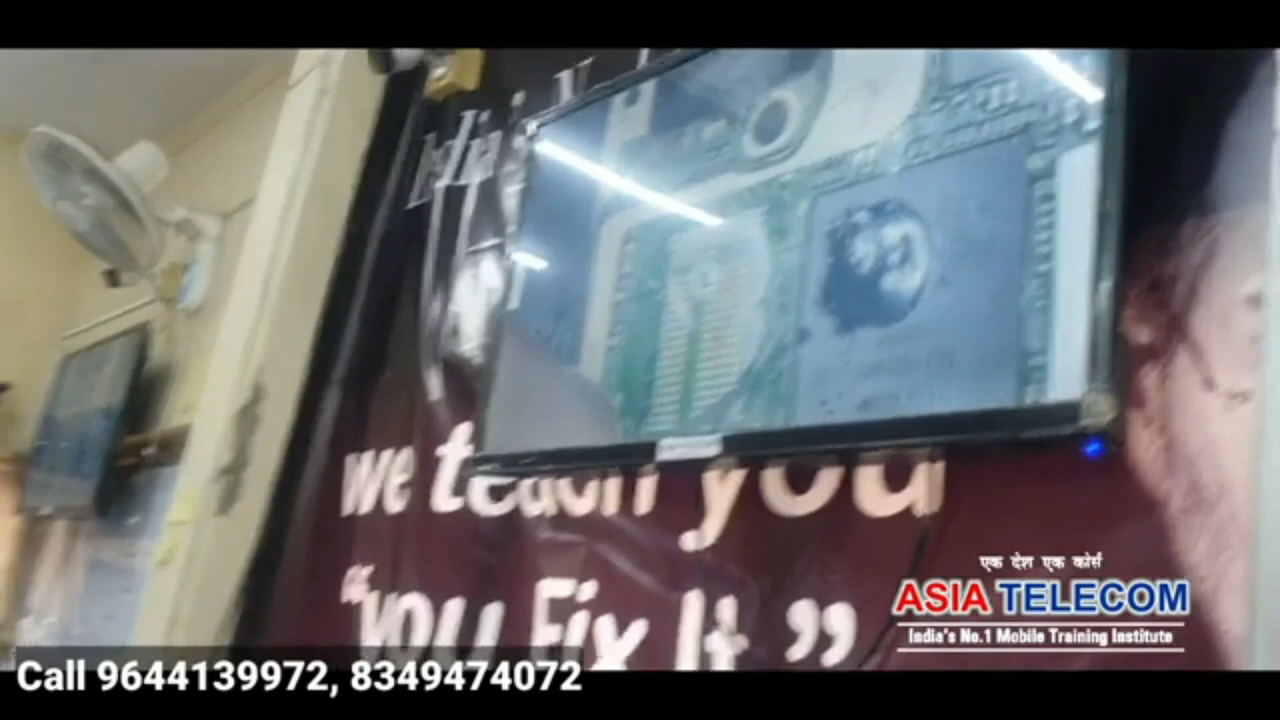 we teach you
“you Fix It ”
एक देश एक कोर्स
ASIA TELECOM
India's No.1 Mobile Training Institute
Call 9644139972, 8349474072